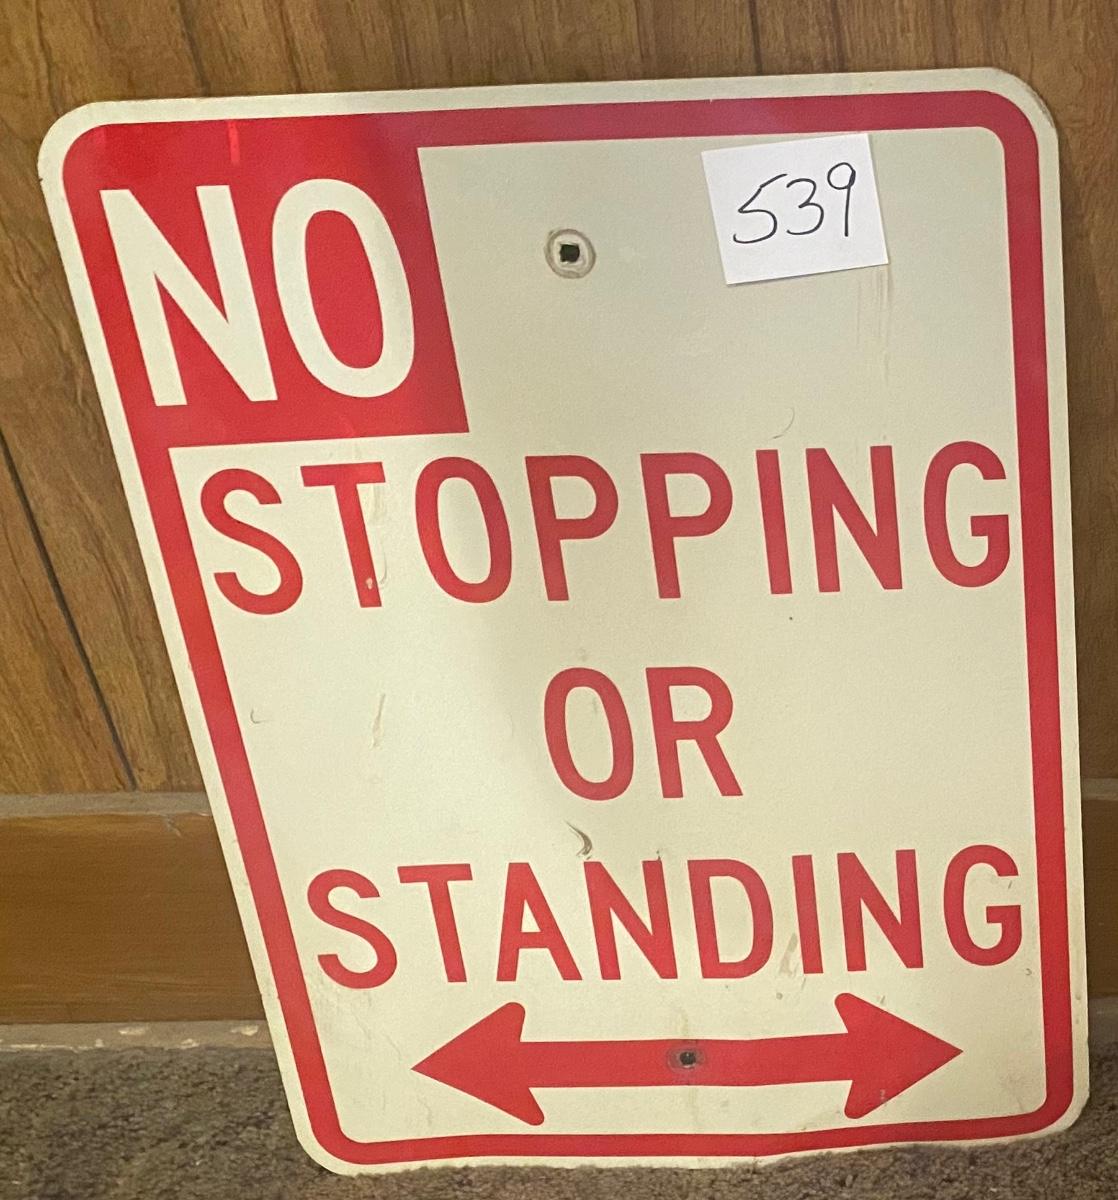 NO
539
STOPPING
OR
STANDING